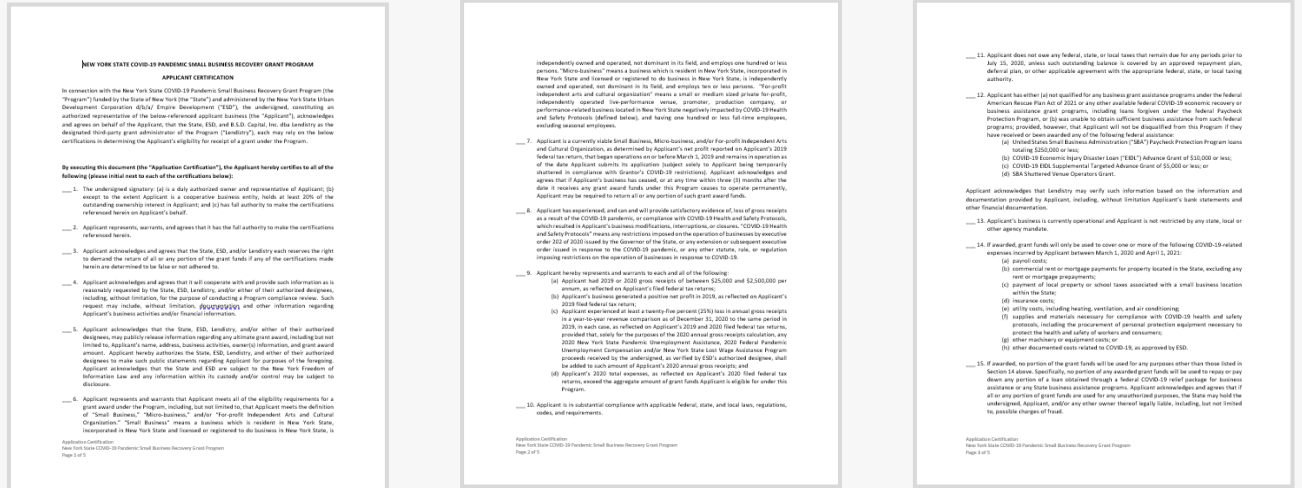 NEW YORK STATE COVID-19 PANDEMIC SMALL BUSINESS RECOVERY GRANT PROGRAM
APPLICANT CERTIFICATION
In connection with the New York State COVID-19 Pandemic Small Business Recovery Grant Program (the
"Program") funded by the State of New York (the "State") and administered by the New York State Urban
Development Corporation d/b/a/ Empire Development ("ESD"), the undersigned, constituting an
authorized representative of the below-referenced applicant business (the "Applicant"), acknowledges
and agrees on behalf of the Applicant, that the State, ESD, and B.S.D. Capital, Inc. dba Lendistry as the
designated third-party grant administrator of the Program ("Lendistry"), each may rely on the below
certifications in determining the Applicant's eligibility for receipt of a grant under the Program.
By executing this document (the "Application Certification"), the Applicant hereby certifies to all of the
following (please initial next to each of the certifications below):
___ 1. The undersigned signatory: (a) is a duly authorized owner and representative of Applicant; (b)
except to the extent Applicant is a cooperative business entity, holds at least 20% of the
outstanding ownership interest in Applicant; and (c) has full authority to make the certifications
referenced herein on Applicant's behalf.
___ 2. Applicant represents, warrants, and agrees that it has the full authority to make the certifications
referenced herein.
___ 3. Applicant acknowledges and agrees that the State, ESD, and/or Lendistry each reserves the right
to demand the return of all or any portion of the grant funds if any of the certifications made
herein are determined to be false or not adhered to.
___ 4. Applicant acknowledges and agrees that it will cooperate with and provide such information as is
reasonably requested by the State, ESD, Lendistry, and/or either of their authorized designees,
including, without limitation, for the purpose of conducting a Program compliance review. Such
request may include, without limitation, documentation and other information regarding
Applicant's business activities and/or financial information.
___ 5. Applicant acknowledges that the State, ESD, Lendistry, and/or either of their authorized
designees, may publicly release information regarding any ultimate grant award, including but not
limited to, Applicant's name, address, business activities, owner(s) information, and grant award
amount. Applicant hereby authorizes the State, ESD, Lendistry, and either of their authorized
designees to make such public statements regarding Applicant for purposes of the foregoing.
Applicant acknowledges that the State and ESD are subject to the New York Freedom of
Information Law and any information within its custody and/or control may be subject to
disclosure.
___ 6. Applicant represents and warrants that Applicant meets all of the eligibility requirements for a
grant award under the Program, including, but not limited to, that Applicant meets the definition
of "Small Business," "Micro-business," and/or "For-profit Independent Arts and Cultural
Organization." "Small Business" means a business which is resident in New York State,
incorporated in New York State and licensed or registered to do business in New York State, is
Application Certification
New York State COVID-19 Pandemic Small Business Recovery Grant Program
Page 1 of 5
independently owned and operated, not dominant in its field, and employs one hundred or less
persons. "Micro-business" means a business which is resident in New York State, incorporated
in New York State and licensed or registered to do business in New York State, is independently
owned and operated, not dominant in its field, and employs ten or less persons. "For-profit
independent arts and cultural organization" means a small or medium sized private for-profit,
independently operated live-performance venue, promoter, production company, or
performance-related business located in New York State negatively impacted by COVID-19 Health
and Safety Protocols (defined below), and having one hundred or less full-time employees,
excluding seasonal employees.
___ 7. Applicant is a currently viable Small Business, Micro-business, and/or For-profit Independent Arts
and Cultural Organization, as determined by Applicant's net profit reported on Applicant's 2019
federal tax return, that began operations on or before March 1, 2019 and remains in operation as
of the date Applicant submits its application (subject solely to Applicant being temporarily
shuttered in compliance with Grantor's COVID-19 restrictions). Applicant acknowledges and
agrees that if Applicant's business has ceased, or at any time within three (3) months after the
date it receives any grant award funds under this Program ceases to operate permanently,
Applicant may be required to return all or any portion of such grant award funds.
___ 8. Applicant has experienced, and can and will provide satisfactory evidence of, loss of gross receipts
as a result of the COVID-19 pandemic, or compliance with COVID-19 Health and Safety Protocols,
which resulted in Applicant's business modifications, interruptions, or closures. "COVID-19 Health
and Safety Protocols" means any restrictions imposed on the operation of businesses by executive
order 202 of 2020 issued by the Governor of the State, or any extension or subsequent executive
order issued in response to the COVID-19 pandemic, or any other statute, rule, or regulation
imposing restrictions on the operation of businesses in response to COVID-19.
___ 9. Applicant hereby represents and warrants to each of the following:
(a) Applicant had 2019 or 2020 gross receipts of between $25,000 and $2,500,000 per
annum, as reflected on Applicant's filed federal tax returns;
(b) Applicant's business generated a positive net profit in 2019, as reflected on Applicant's
2019 filed federal tax return;
(c) Applicant experienced at least a twenty-five percent (25%) loss in annual gross receipts
in a year-to-year revenue comparison as of December 31, 2020 to the same period in
2019, in each case, as reflected on Applicant's 2019 and 2020 filed federal tax returns,
provided that, solely for the purposes of the 2020 annual gross receipts calculation, any
2020 New York State Pandemic Unemployment Assistance, 2020 Federal Pandemic
Unemployment Compensation and/or New York State Lost Wage Assistance Program
proceeds received by the undersigned, as verified by ESD's authorized designee, shall
be added to such amount of Applicant's 2020 annual gross receipts; and
(d) Applicant's 2020 total expenses, as reflected on Applicant's 2020 filed federal tax
returns, exceed the aggregate amount of grant funds Applicant is eligible for under this
Program.
___ 10. Applicant is in substantial compliance with applicable federal, state, and local laws, regulations,
codes, and requirements.
Application Certification
New York State COVID-19 Pandemic Small Business Recovery Grant Program
Page 2 of 5
___ 11. Applicant does not owe any federal, state, or local taxes that remain due for any periods prior to
July 15, 2020, unless such outstanding balance is covered by an approved repayment plan,
deferral plan, or other applicable agreement with the appropriate federal, state, or local taxing
authority.
___ 12. Applicant has either (a) not qualified for any business grant assistance programs under the federal
American Rescue Plan Act of 2021 or any other available federal COVID-19 economic recovery or
business assistance grant programs, including loans forgiven under the federal Paycheck
Protection Program, or (b) was unable to obtain sufficient business assistance from such federal
programs; provided, however, that Applicant will not be disqualified from this Program if they
have received or been awarded any of the following federal assistance:
(a) United States Small Business Administration ("SBA") Paycheck Protection Program loans
totaling $250,000 or less;
(b) COVID-19 Economic Injury Disaster Loan ("EIDL") Advance Grant of $10,000 or less;
(c) COVID-19 EIDL Supplemental Targeted Advance Grant of $5,000 or less; or
(d) SBA Shuttered Venue Operators Grant.
Applicant acknowledges that Lendistry may verify such information based on the information and
documentation provided by Applicant, including, without limitation Applicant's bank statements and
other financial documentation.
___ 13. Applicant's business is currently operational and Applicant is not restricted by any state, local or
other agency mandate.
___ 14. If awarded, grant funds will only be used to cover one or more of the following COVID-19-related
expenses incurred by Applicant between March 1, 2020 and April 1, 2021:
(a) payroll costs;
(b) commercial rent or mortgage payments for property located in the State, excluding any
rent or mortgage prepayments;
(c) payment of local property or school taxes associated with a small business location
within the State;
(d) insurance costs;
(e) utility costs, including heating, ventilation, and air conditioning;
(f) supplies and materials necessary for compliance with COVID-19 health and safety
protocols, including the procurement of personal protection equipment necessary to
protect the health and safety of workers and consumers;
(g) other machinery or equipment costs; or
(h) other documented costs related to COVID-19, as approved by ESD.
___ 15. If awarded, no portion of the grant funds will be used for any purposes other than those listed in
Section 14 above. Specifically, no portion of any awarded grant funds will be used to repay or pay
down any portion of a loan obtained through a federal COVID-19 relief package for business
assistance or any State business assistance programs. Applicant acknowledges and agrees that if
all or any portion of grant funds are used for any unauthorized purposes, the State may hold the
undersigned, Applicant, and/or any other owner thereof legally liable, including, but not limited
to, possible charges of fraud.
Application Certification
New York State COVID-19 Pandemic Small Business Recovery Grant Program
Page 3 of 5